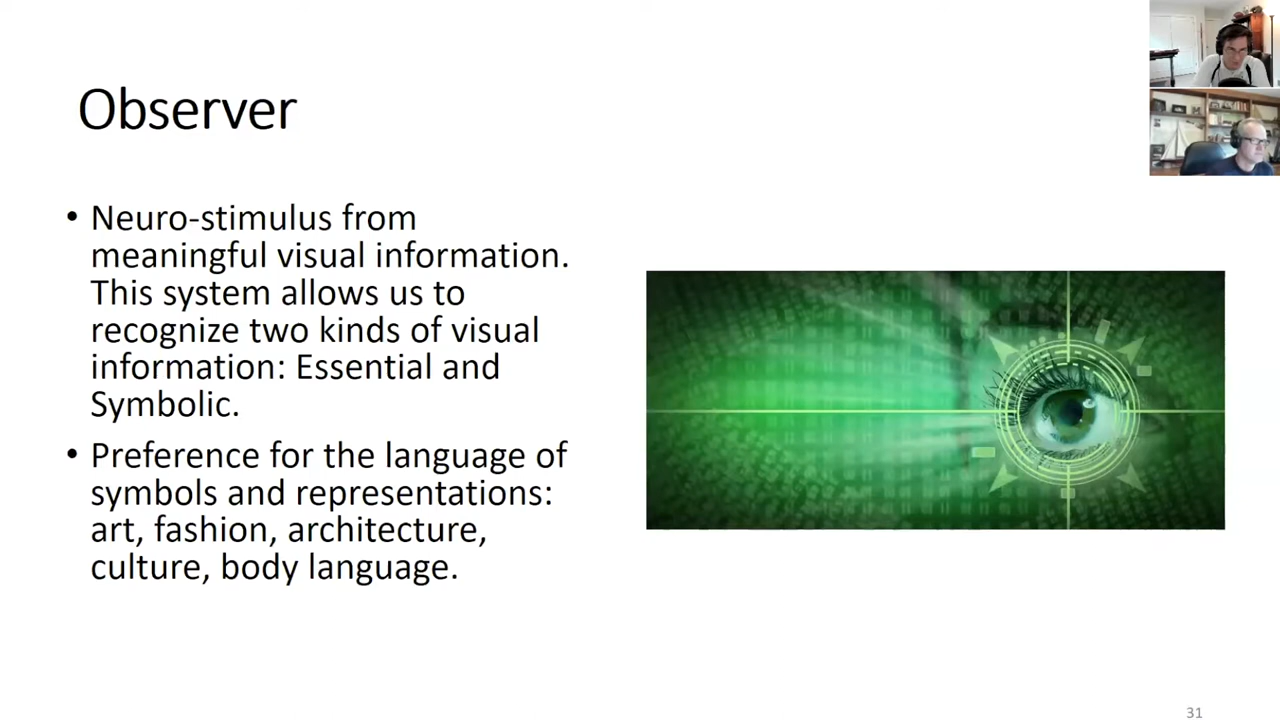 Observer
• Neuro-stimulus from
meaningful visual information.
This system allows us to
recognize two kinds of visual
information: Essential and
Symbolic.
• Preference for the language of
symbols and representations:
art, fashion, architecture,
culture, body language.
31